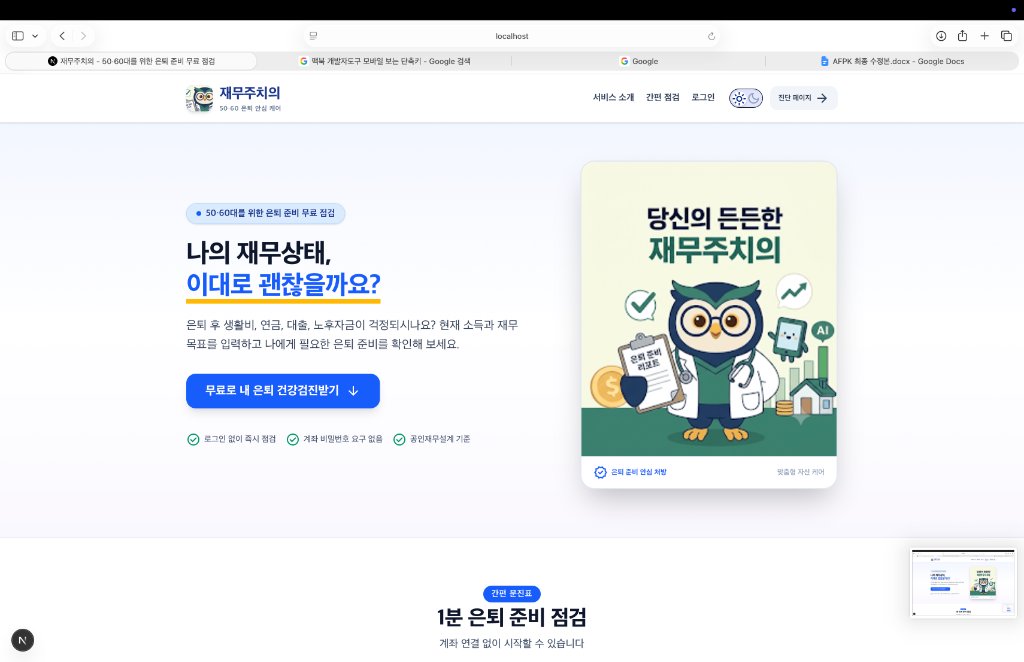 localhost
재무주치의 - 50·60대를 위한 은퇴 준비 무료 점검
맥북 개발자도구 모바일 보는 단축키 - Google 검색
Google
AFPK 최종 수정본.docx - Google Docs
재무주치의
50·60 은퇴 안심 케어
서비스 소개
간편 점검
로그인
진단 페이지
50·60대를 위한 은퇴 준비 무료 점검
나의 재무상태,
이대로 괜찮을까요?
은퇴 후 생활비, 연금, 대출, 노후자금이 걱정되시나요? 현재 소득과 재무
목표를 입력하고 나에게 필요한 은퇴 준비를 확인해 보세요.
무료로 내 은퇴 건강검진받기
로그인 없이 즉시 점검
계좌 비밀번호 요구 없음
공인재무설계 기준
당신의 든든한
재무주치의
AI
은퇴 준비
리포트
은퇴 준비 안심 처방
맞춤형 자산 케어
간편 문진표
1분 은퇴 준비 점검
계좌 연결 없이 시작할 수 있습니다
N